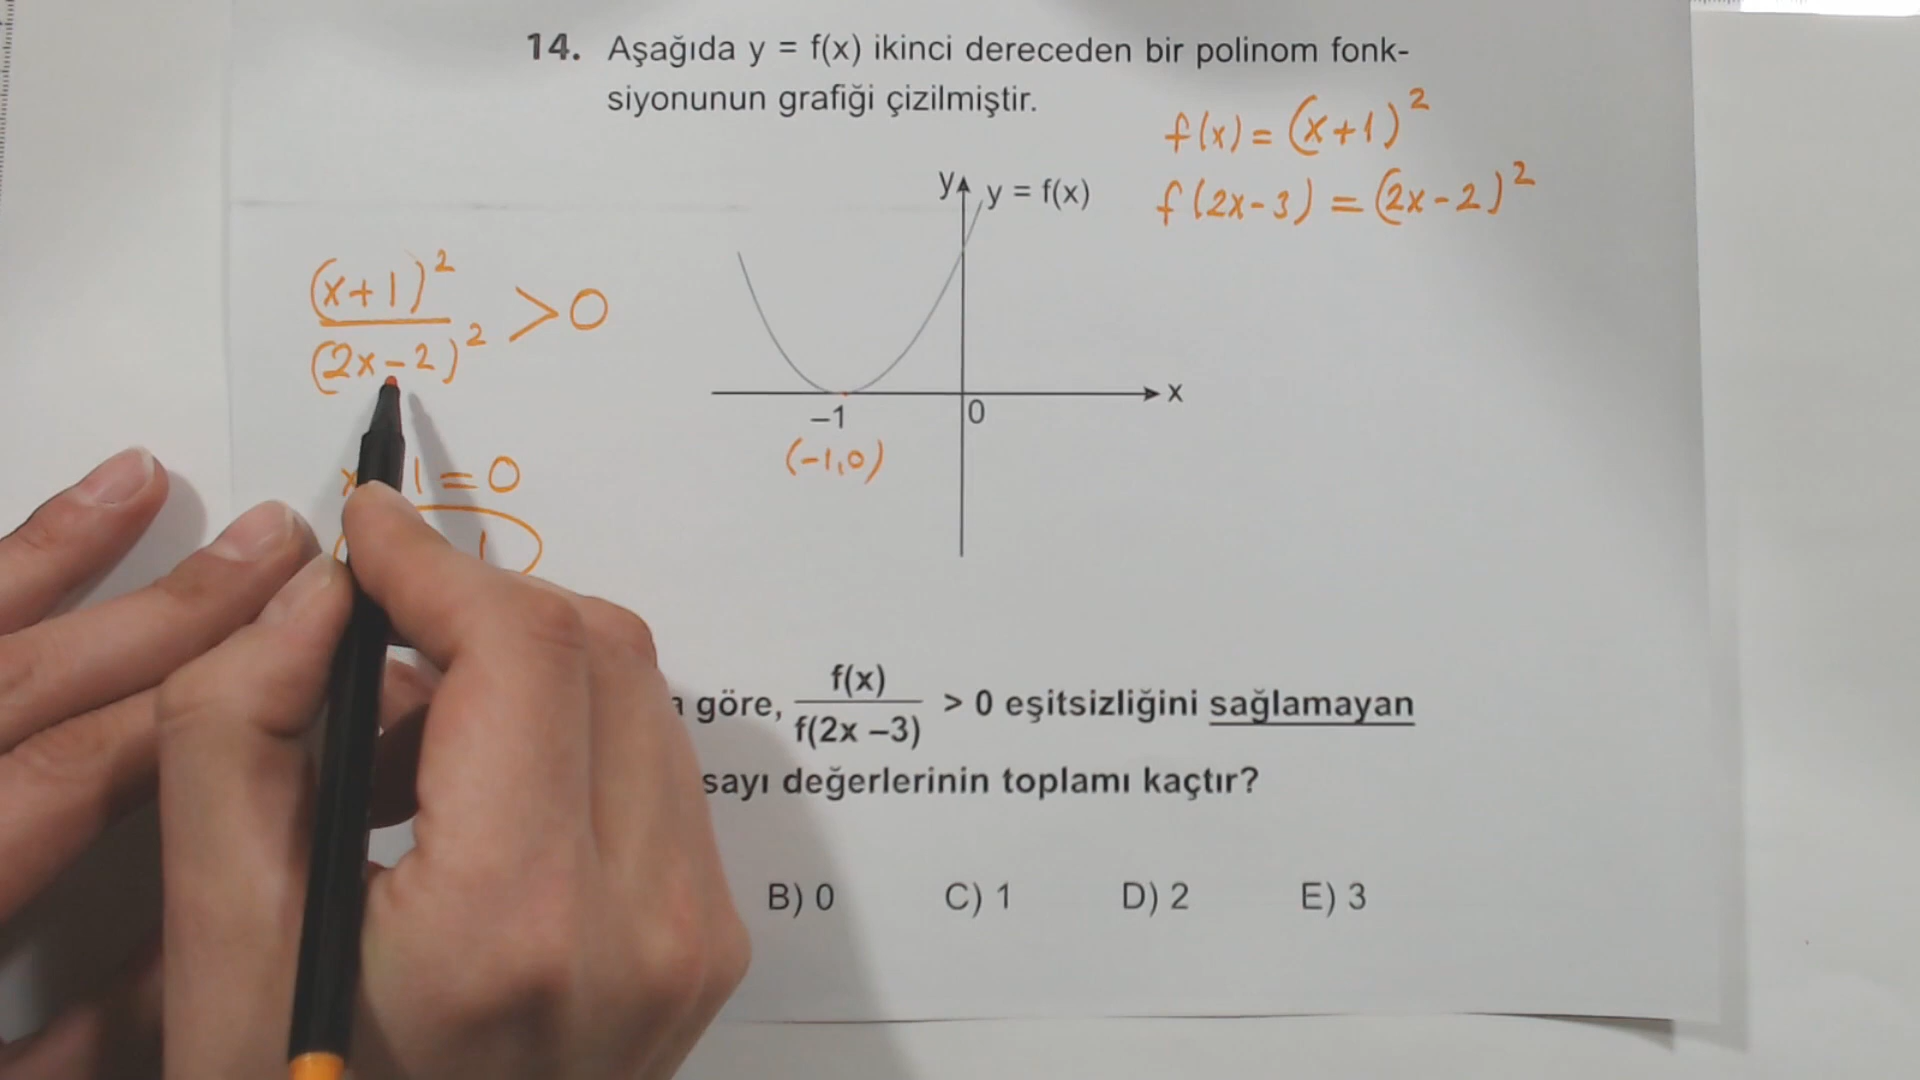 14. Aşağıda y = f(x) ikinci dereceden bir polinom fonk-
siyonunun grafiği çizilmiştir.
f(x) = (x+1)²
f(2x-3) = (2x-2)²
y
y = f(x)
(x+1)²
(2x-2)²
>0
x
-1
0
(-1,0)
1=0
göre, f(x)
f(2x -3)
> 0 eşitsizliğini sağlamayan
sayı değerlerinin toplamı kaçtır?
B) 0 C) 1 D) 2 E) 3